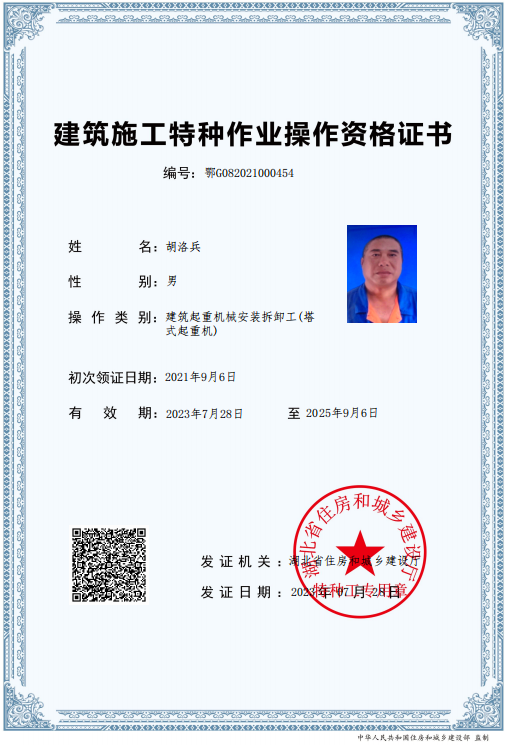 建筑施工特种作业操作资格证书
编号：鄂G082021000454
姓名：胡洛兵
性别：男
操作类别：建筑起重机械安装拆卸工(塔
式起重机)
初次领证日期：2021年9月6日
有效期：2023年7月28日 至 2025年9月6日
湖北省住房和城乡建设厅
特种工专用章
发证机关：湖北省住房和城乡建设厅
发证日期：2023年 07月 28日
中华人民共和国住房和城乡建设部 监制